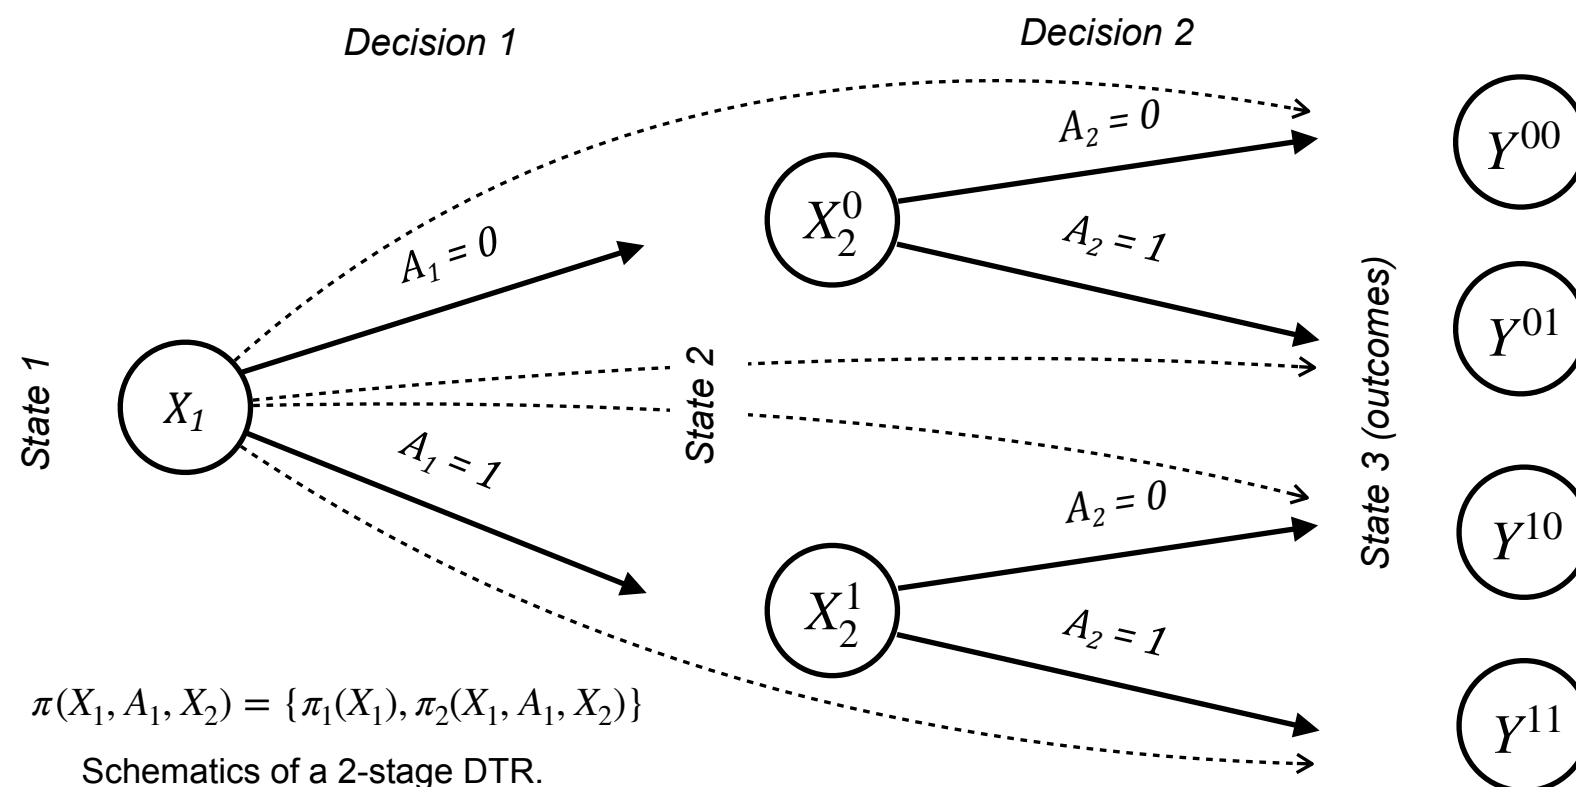 Decision 1
Decision 2
State 1
X₁
A₁ = 0
A₁ = 1
State 2
X₂⁰
A₂ = 0
A₂ = 1
X₂¹
A₂ = 0
A₂ = 1
State 3 (outcomes)
Y⁰⁰
Y⁰¹
Y¹⁰
Y¹¹
π(X₁, A₁, X₂) = {π₁(X₁), π₂(X₁, A₁, X₂)}
Schematics of a 2-stage DTR.